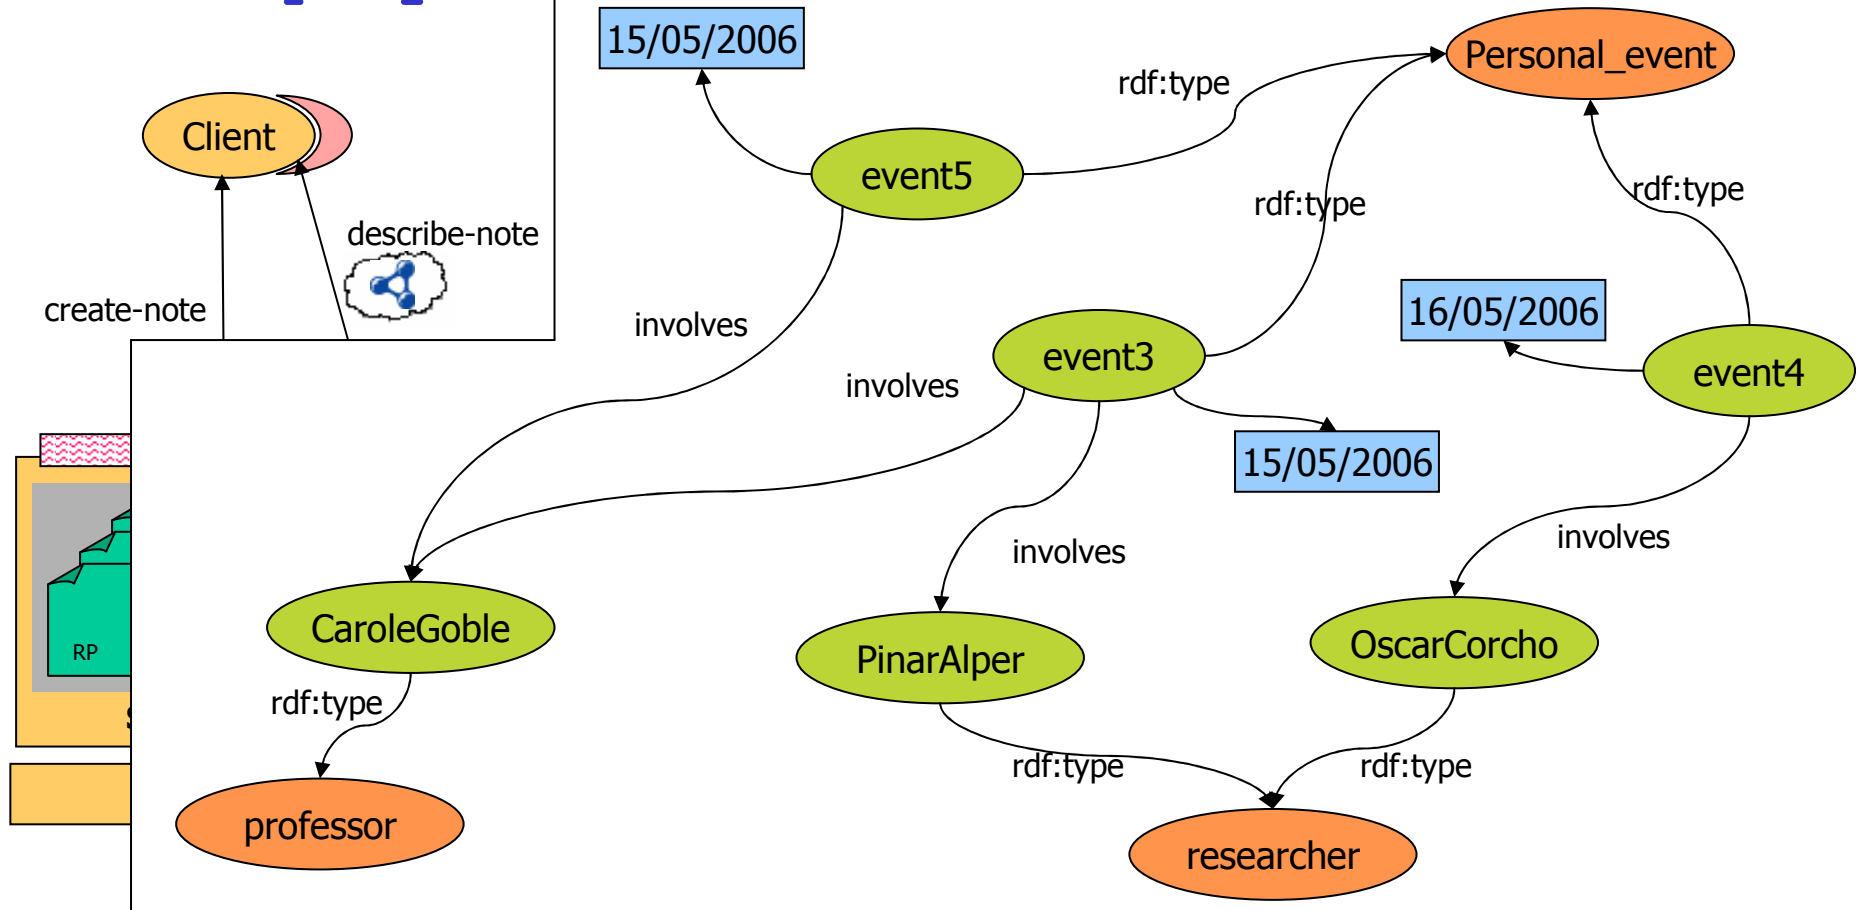 15/05/2006
Personal_event
rdf:type
Client
event5
rdf:type
rdf:type
describe-note
create-note
involves
16/05/2006
event3
event4
involves
15/05/2006
involves
involves
CaroleGoble
PinarAlper
OscarCorcho
RP
rdf:type
rdf:type
rdf:type
professor
researcher